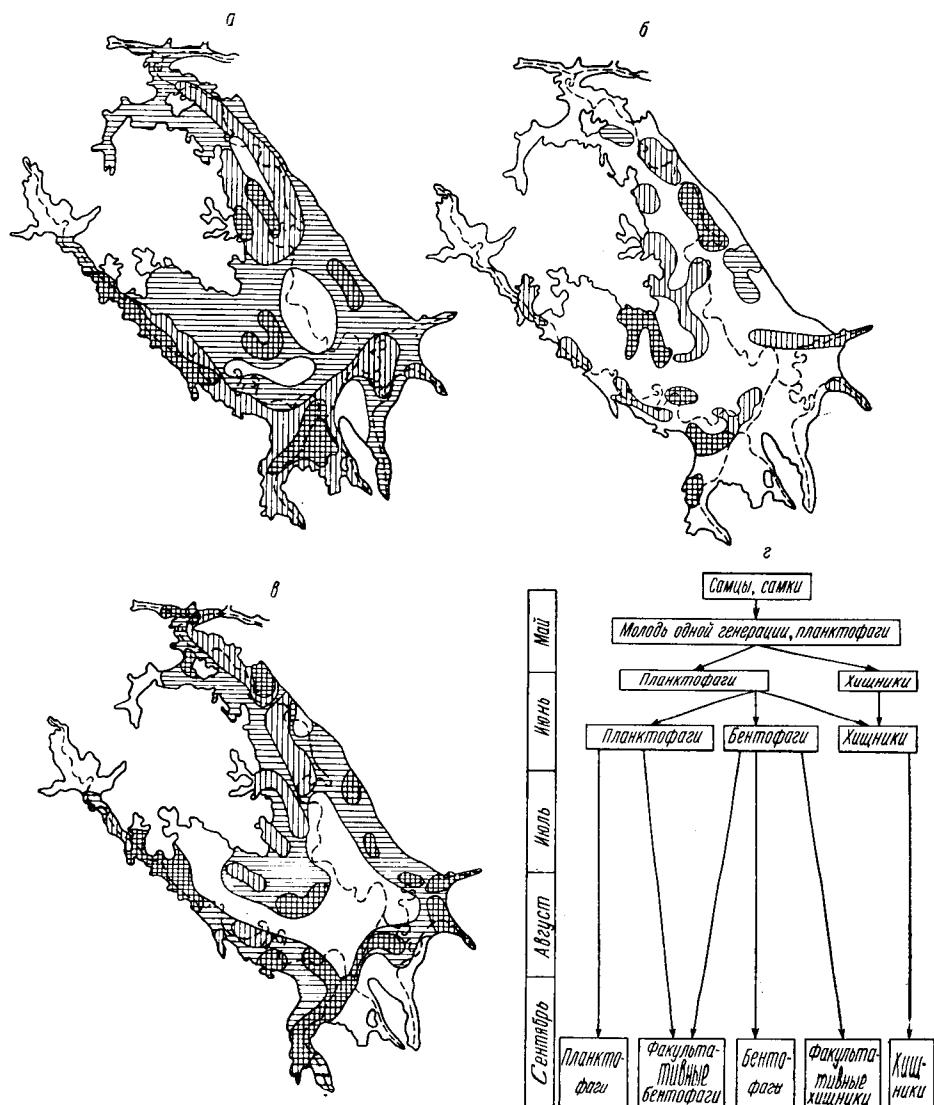 а
б
г
Самцы, самки
Молодь одной генерации, планктофаги
Планктофаги Хищники
Планктофаги Бентофаги Хищники
Май
Июнь
Июль
Август
Сентябрь
Планкто-
фаги
Факульта-
тивные
бентофаги
Бенто-
фаги
Факульта-
тивные
хищники
Хищ-
ники
в